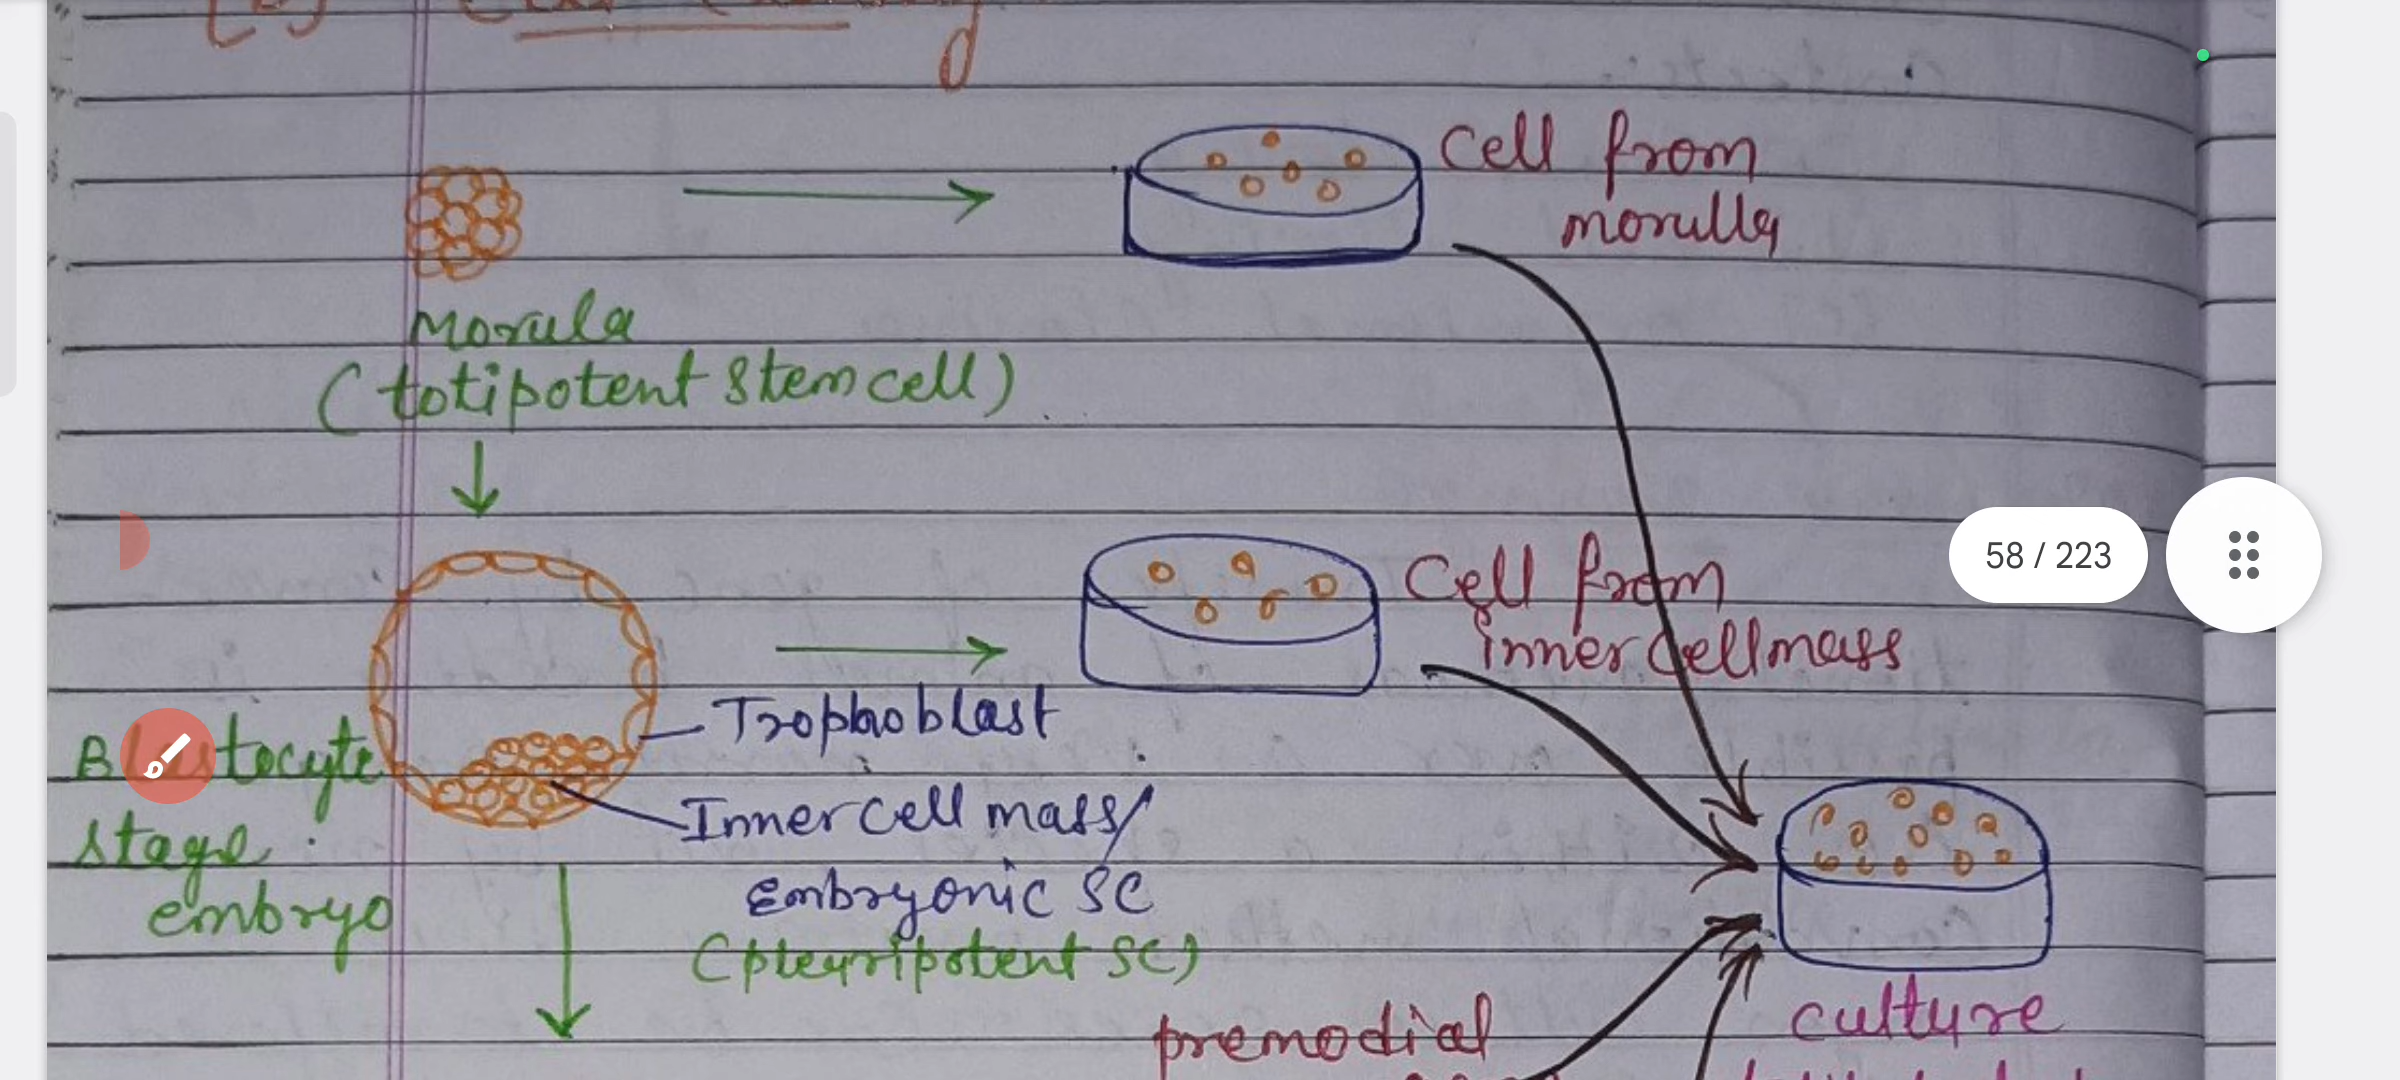 Cell from
morulla
Morula
(totipotent stem cell)
Cell from
inner cell mass
Trophoblast
Blastocyte
stage
embryo
Inner cell mass/
Embryonic SC
(pleuripotent SC)
premodial
culture
58 / 223